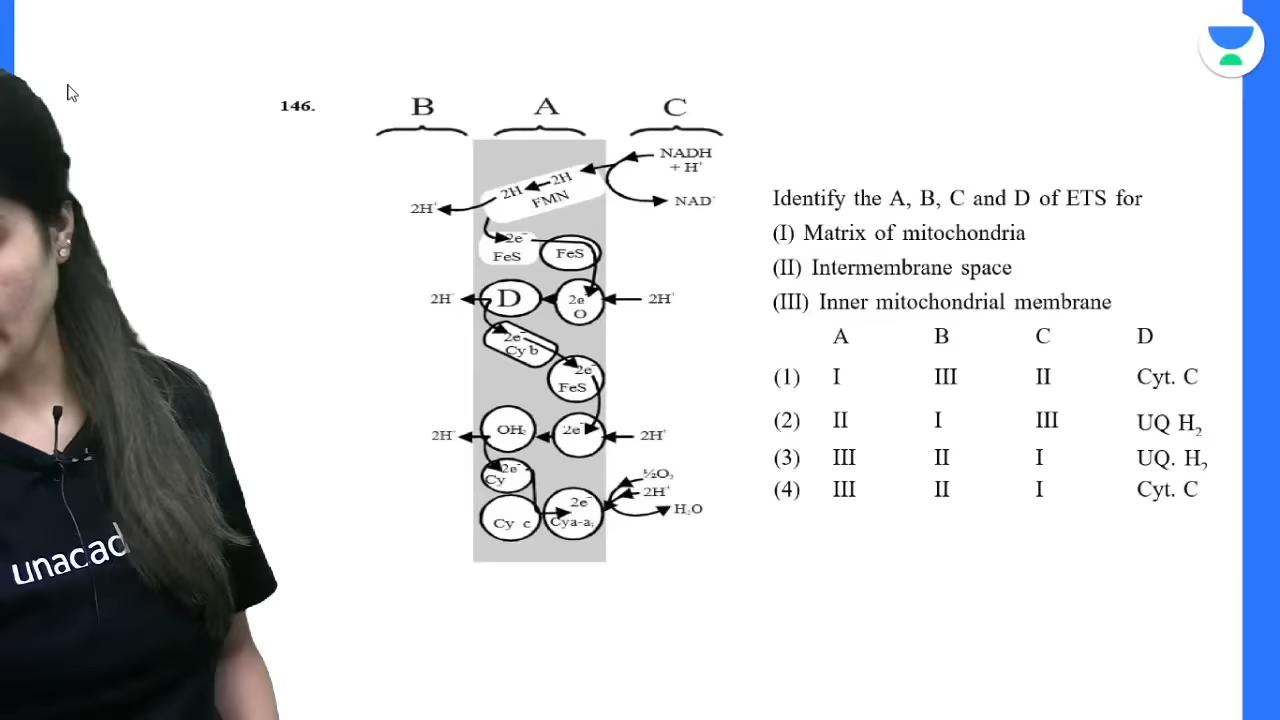 146.
B A C
NADH
+ H⁺
2H 2H
FMN
2H⁺
NAD⁺
2e⁻
FeS
FeS
2H⁺
D
2e⁻
O
2H⁺
2e⁻
Cy b
2e⁻
FeS
2H⁺
OH₂
2e⁻
2H⁺
2e⁻
Cy
½O₂
2H⁺
H₂O
2e⁻
Cy c
Cya-a₃
Identify the A, B, C and D of ETS for
(I) Matrix of mitochondria
(II) Intermembrane space
(III) Inner mitochondrial membrane
A B C D
(1) I III II Cyt. C
(2) II I III UQ H₂
(3) III II I UQ. H₂
(4) III II I Cyt. C
unacad